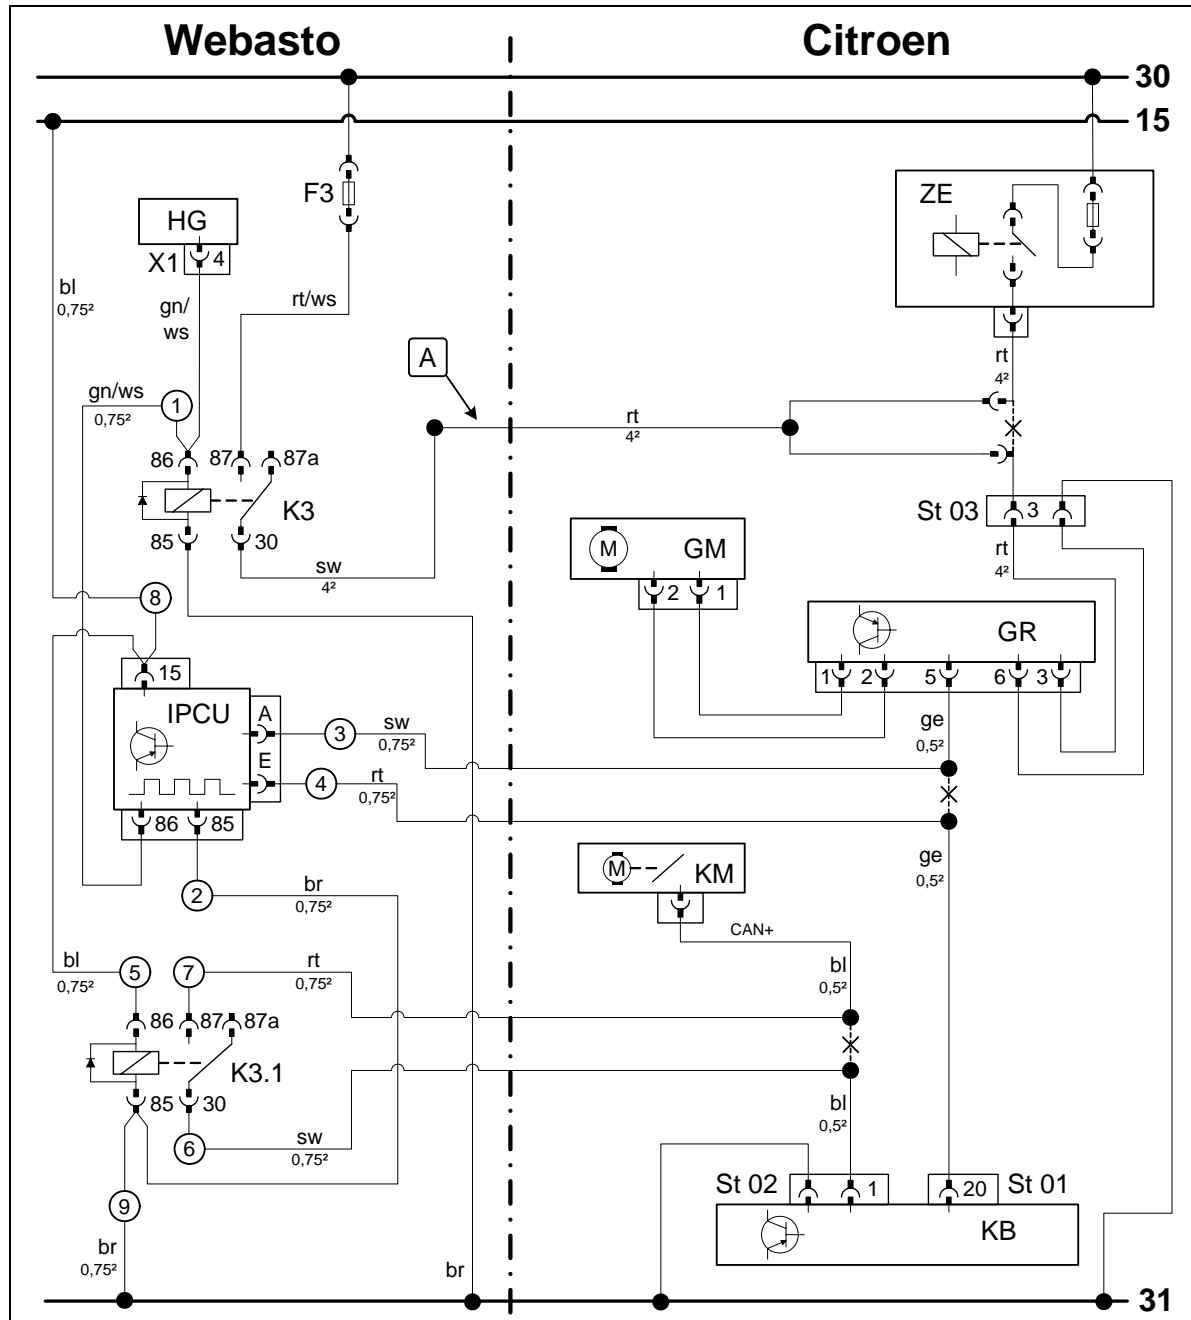 Webasto
Citroen
30
15
F3
HG
X1
4
bl
0,75²
gn/
ws
rt/ws
ZE
A
rt
4²
gn/ws
0,75²
1
rt
4²
86
87
87a
K3
85
30
sw
4²
St 03
3
rt
4²
M
GM
2
1
8
GR
1
2
5
6
3
15
IPCU
A
E
3
sw
0,75²
4
rt
0,75²
ge
0,5²
86
85
2
br
0,75²
M
KM
CAN+
ge
0,5²
bl
0,75²
5
7
rt
0,75²
bl
0,5²
86
87
87a
K3.1
85
30
6
sw
0,75²
bl
0,5²
9
br
0,75²
br
St 02
1
20
St 01
KB
31